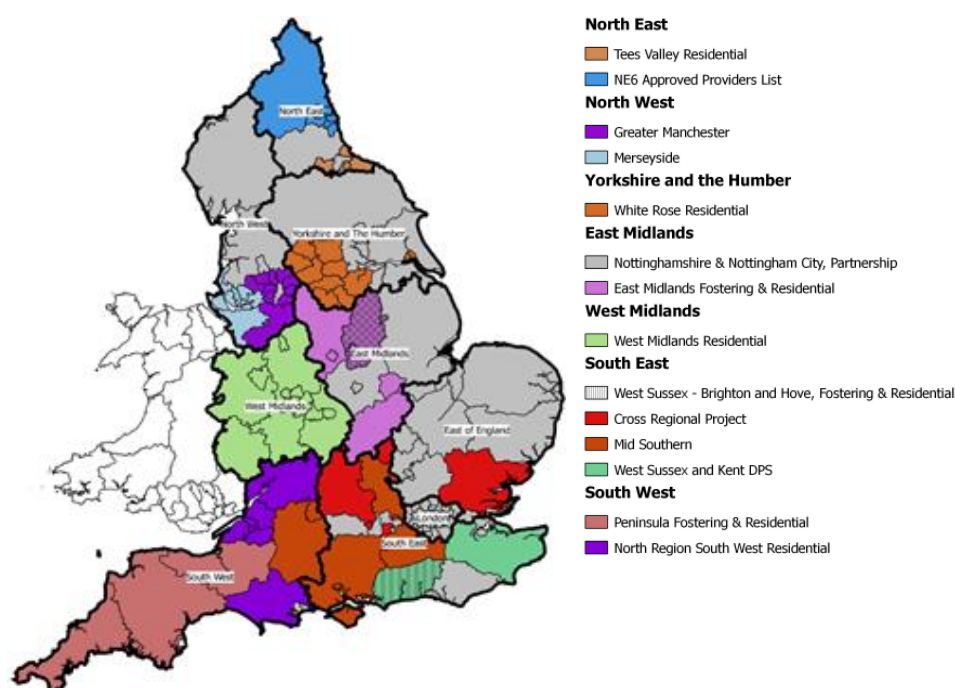 North East
Tees Valley Residential
NE6 Approved Providers List
North West
Greater Manchester
Merseyside
Yorkshire and the Humber
White Rose Residential
East Midlands
Nottinghamshire & Nottingham City, Partnership
East Midlands Fostering & Residential
West Midlands
West Midlands Residential
South East
West Sussex - Brighton and Hove, Fostering & Residential
Cross Regional Project
Mid Southern
West Sussex and Kent DPS
South West
Peninsula Fostering & Residential
North Region South West Residential
North East
North West
Yorkshire and The Humber
East Midlands
West Midlands
East of England
London
South East
South West